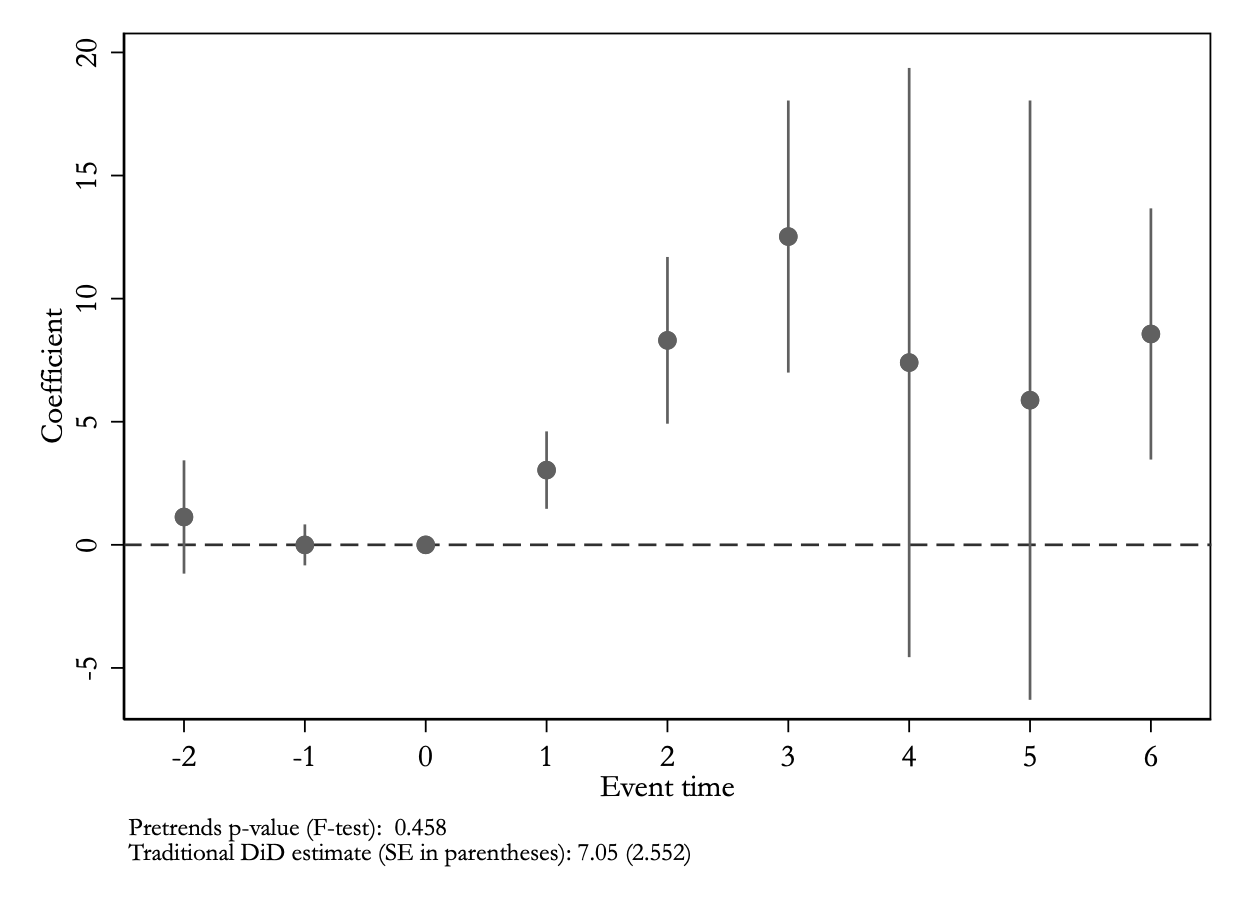 Coefficient
20
15
10
5
0
-5
-2 -1 0 1 2 3 4 5 6
Event time
Pretrends p-value (F-test): 0.458
Traditional DiD estimate (SE in parentheses): 7.05 (2.552)